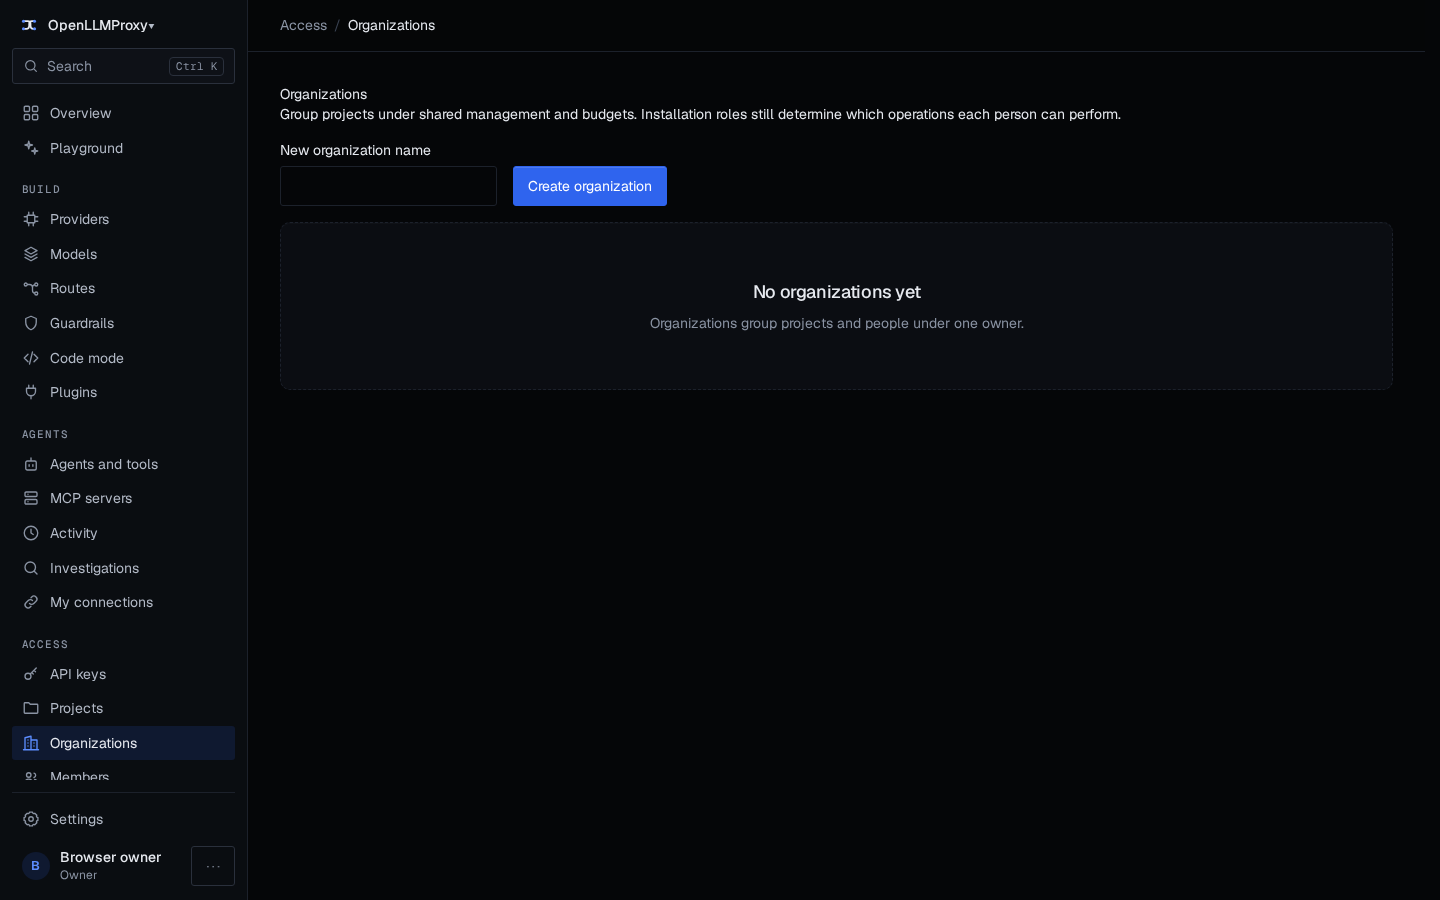 OpenLLMProxy
Search
Ctrl K
Overview
Playground
BUILD
Providers
Models
Routes
Guardrails
Code mode
Plugins
AGENTS
Agents and tools
MCP servers
Activity
Investigations
My connections
ACCESS
API keys
Projects
Organizations
Members
Settings
B
Browser owner
Owner
Access / Organizations
Organizations
Group projects under shared management and budgets. Installation roles still determine which operations each person can perform.
New organization name
Create organization
No organizations yet
Organizations group projects and people under one owner.